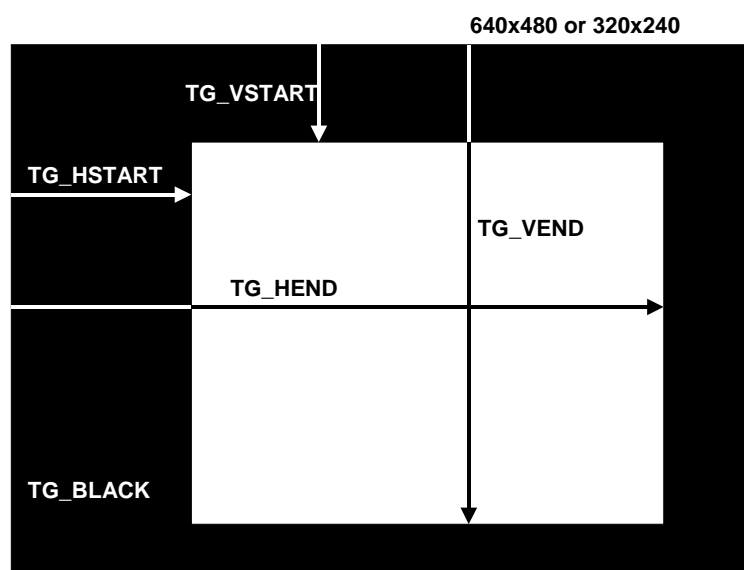 640x480 or 320x240
TG_VSTART
TG_HSTART
TG_VEND
TG_HEND
TG_BLACK